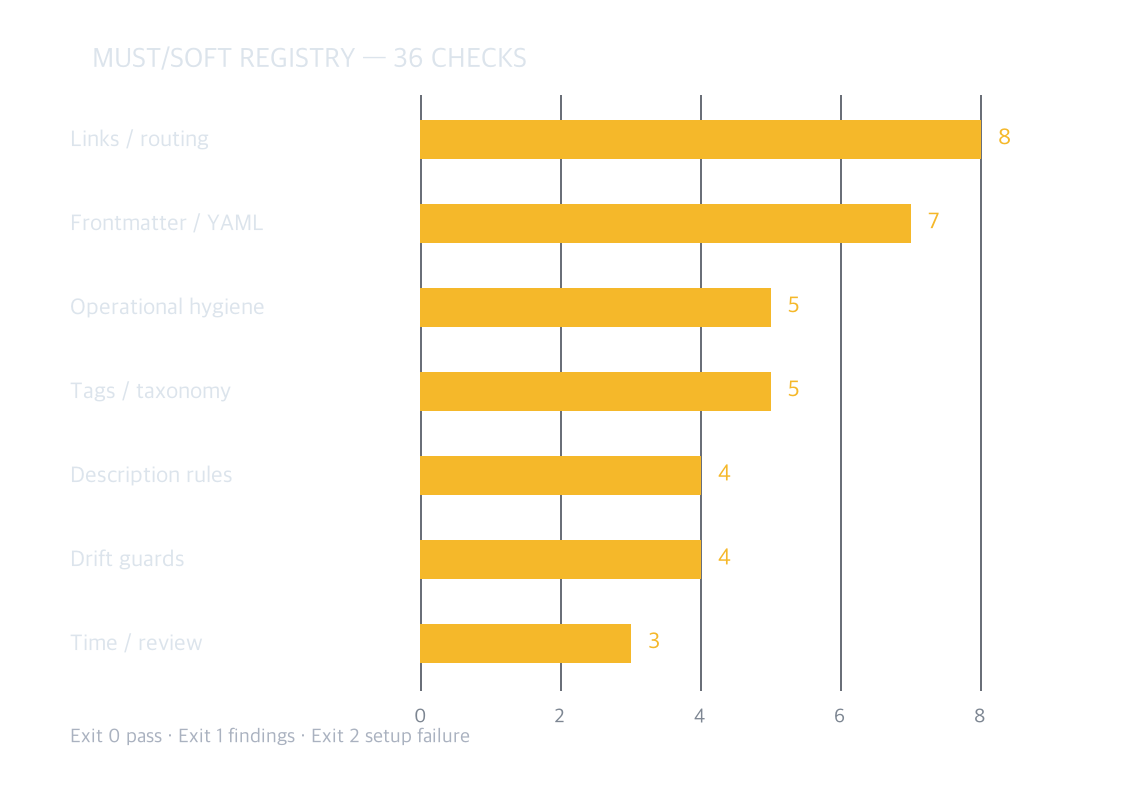 MUST/SOFT REGISTRY — 36 CHECKS
Links / routing 8
Frontmatter / YAML 7
Operational hygiene 5
Tags / taxonomy 5
Description rules 4
Drift guards 4
Time / review 3
0 2 4 6 8
Exit 0 pass · Exit 1 findings · Exit 2 setup failure